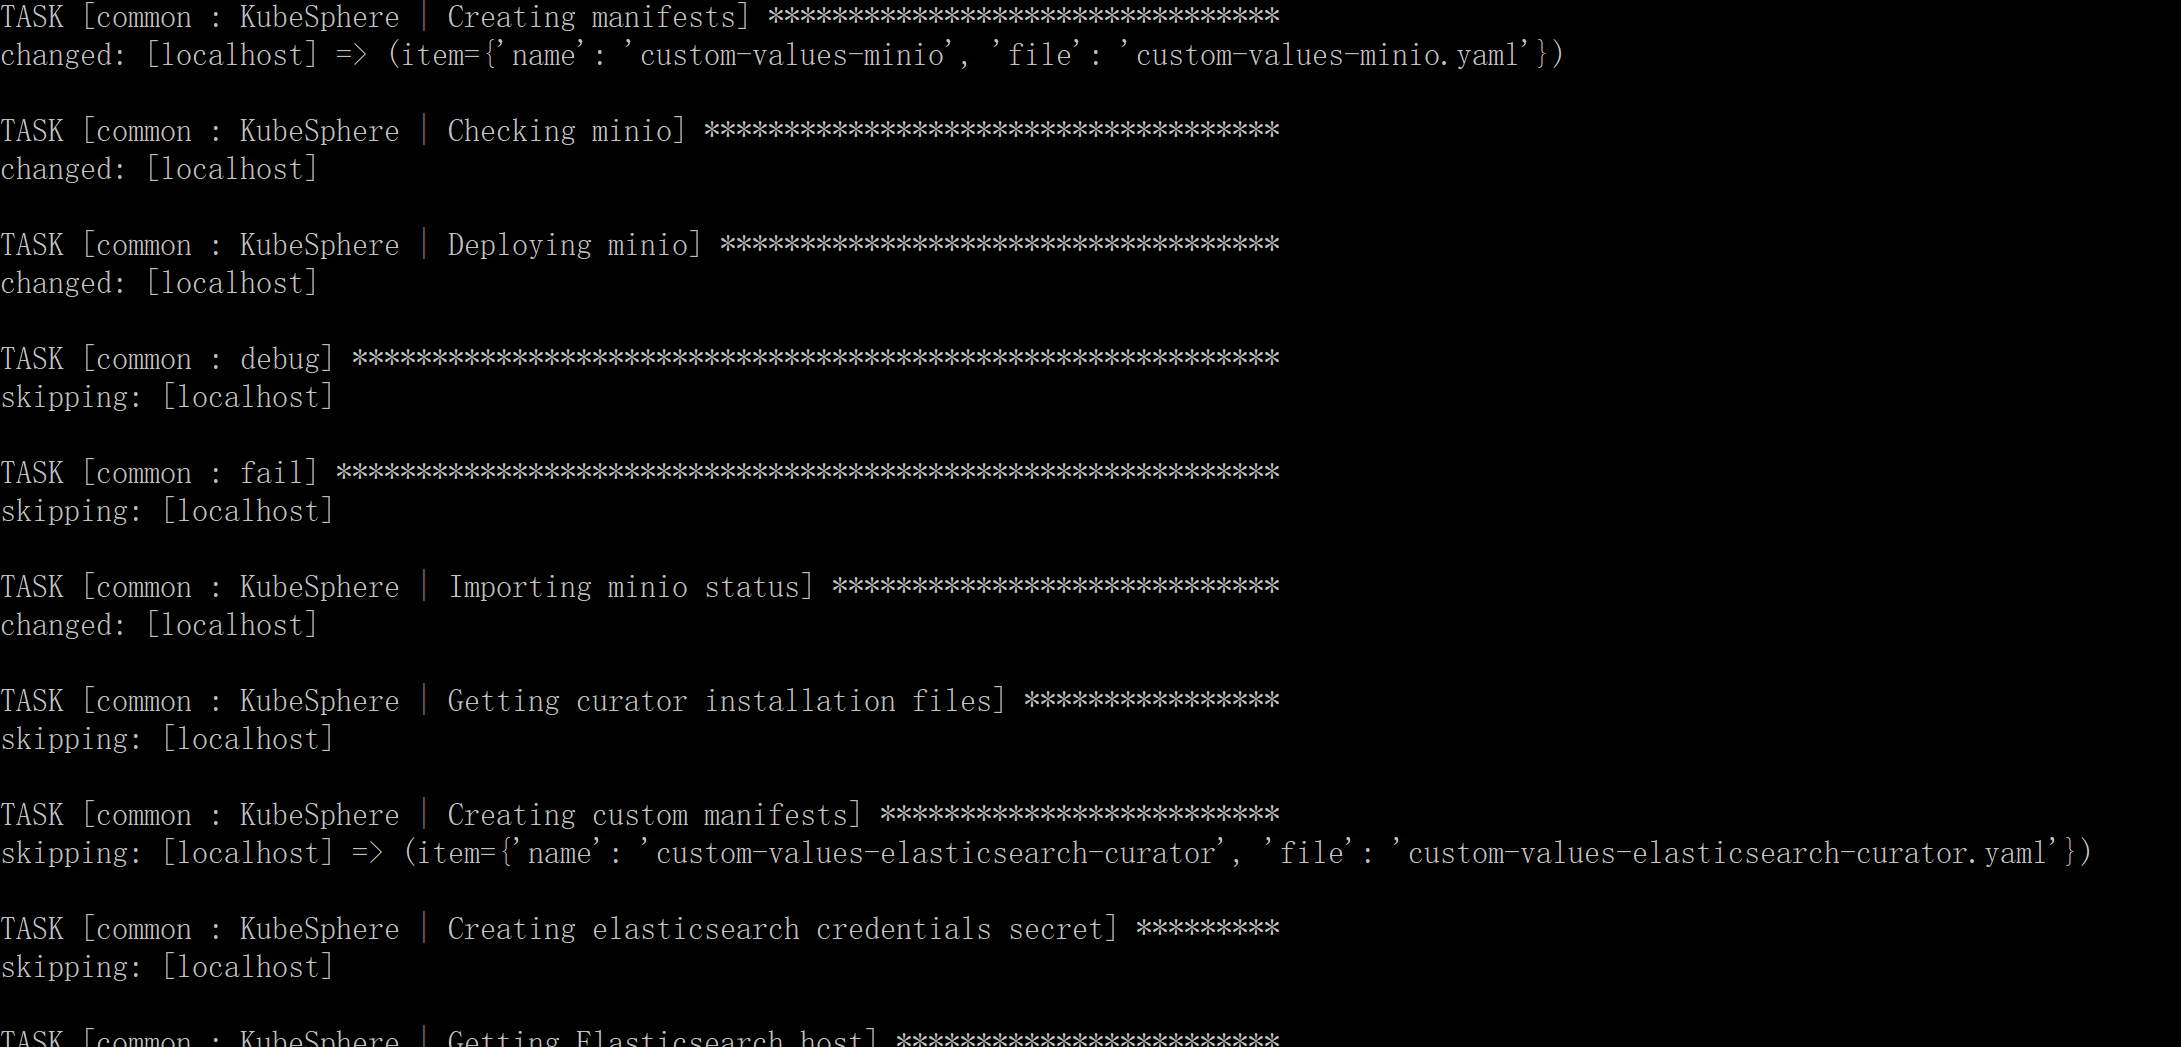 TASK [common : KubeSphere | Creating manifests] ********************************
changed: [localhost] => (item={'name': 'custom-values-minio', 'file': 'custom-values-minio.yaml'})
TASK [common : KubeSphere | Checking minio] ************************************
changed: [localhost]
TASK [common : KubeSphere | Deploying minio] ***********************************
changed: [localhost]
TASK [common : debug] **********************************************************
skipping: [localhost]
TASK [common : fail] ***********************************************************
skipping: [localhost]
TASK [common : KubeSphere | Importing minio status] ****************************
changed: [localhost]
TASK [common : KubeSphere | Getting curator installation files] ****************
skipping: [localhost]
TASK [common : KubeSphere | Creating custom manifests] *************************
skipping: [localhost] => (item={'name': 'custom-values-elasticsearch-curator', 'file': 'custom-values-elasticsearch-curator.yaml'})
TASK [common : KubeSphere | Creating elasticsearch credentials secret] *********
skipping: [localhost]
TASK [common : KubeSphere | Getting Elasticsearch host] ************************